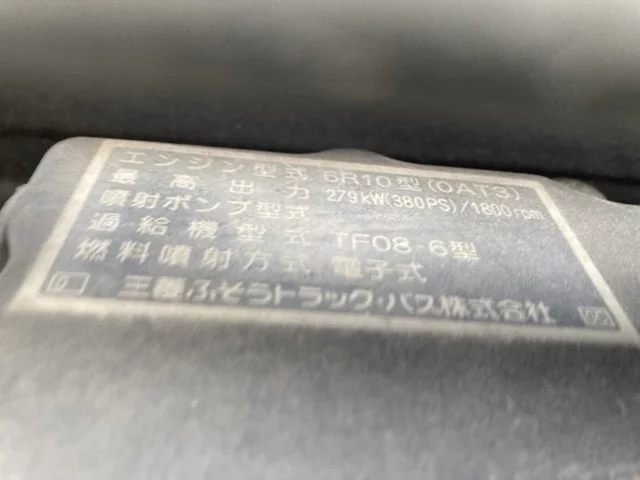 エンジン型式 6R10型(0AT3)
最高出力 279kW(380PS)/1800rpm
噴射ポンプ型式
過給機型式 TF08-6型
燃料噴射方式 電子式
三菱ふそうトラック・バス株式会社